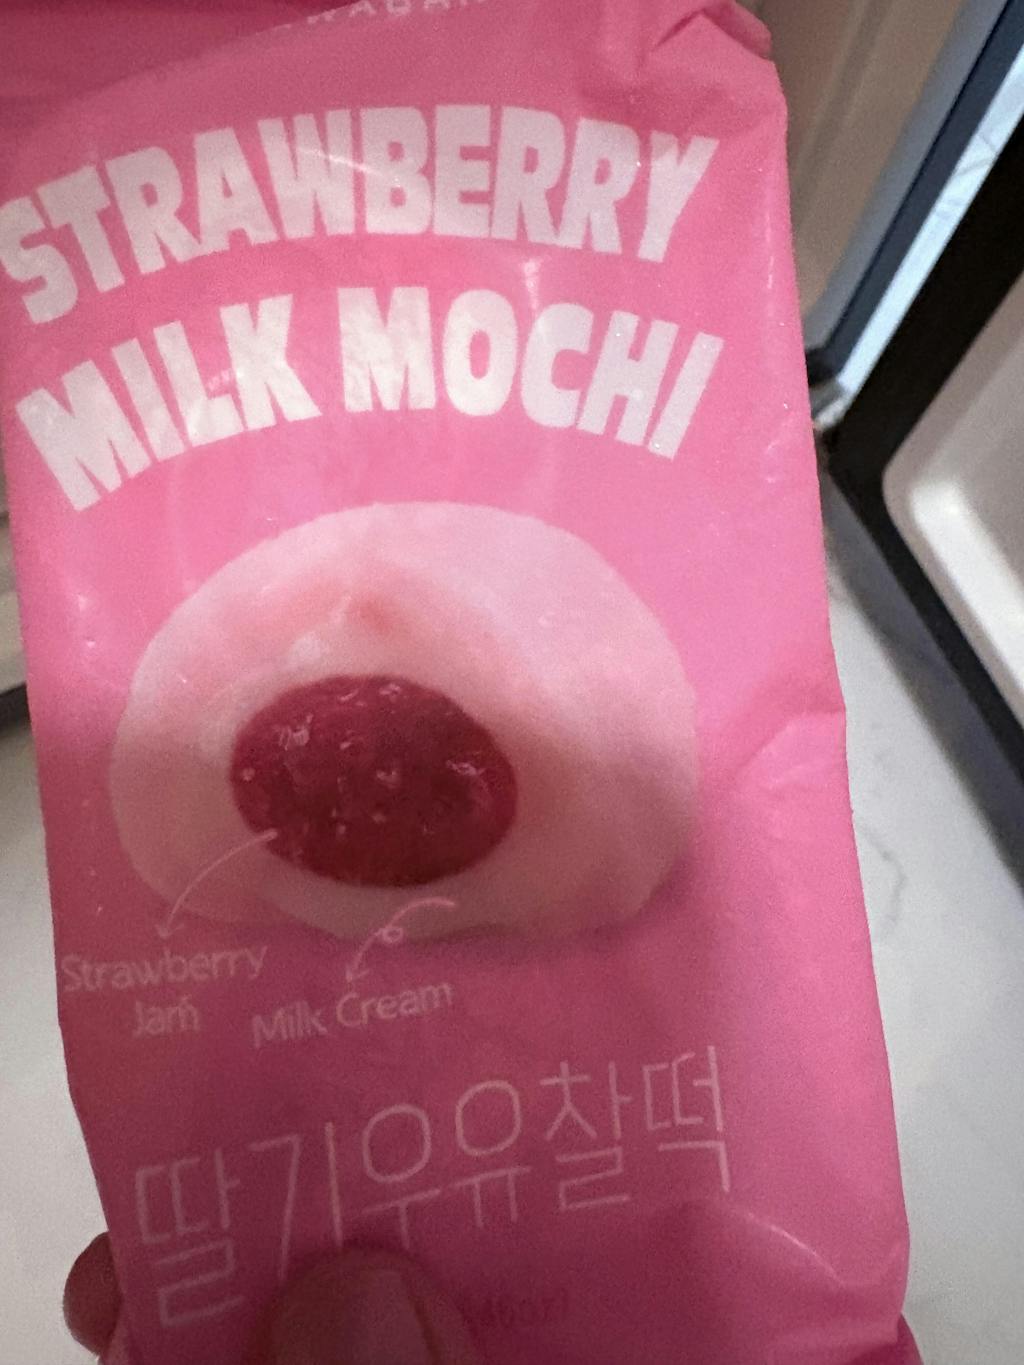 STRAWBERRY
MILK MOCHI
Strawberry
Jam
Milk Cream
딸기우유찰떡